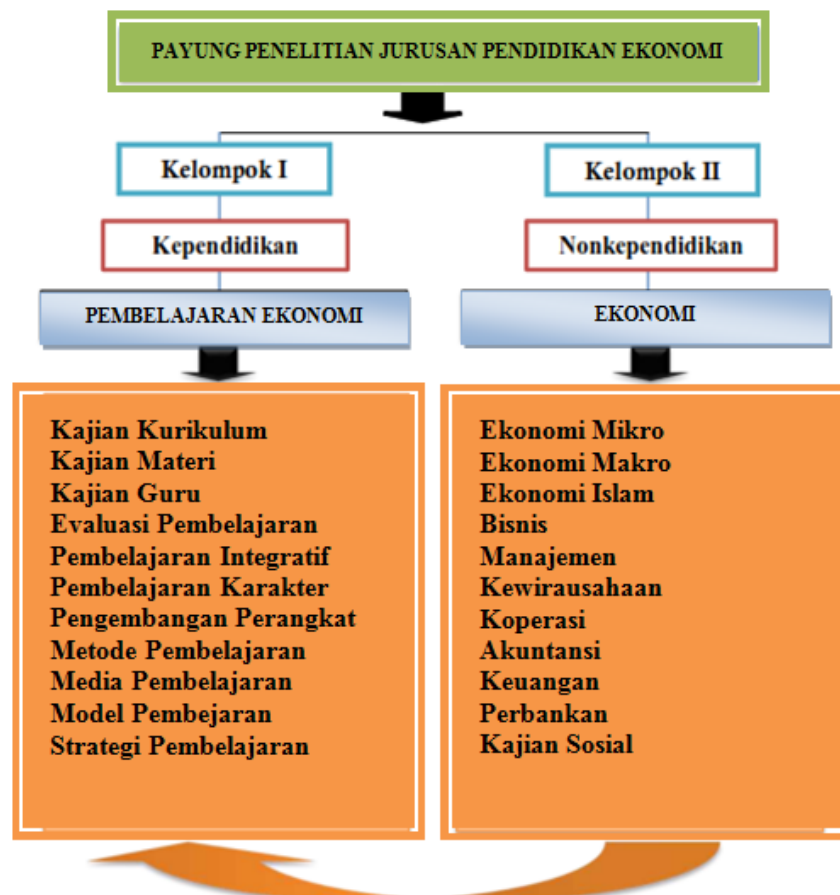 PAYUNG PENELITIAN JURUSAN PENDIDIKAN EKONOMI
Kelompok I
Kelompok II
Kependidikan
Nonkependidikan
PEMBELAJARAN EKONOMI
EKONOMI
Kajian Kurikulum
Kajian Materi
Kajian Guru
Evaluasi Pembelajaran
Pembelajaran Integratif
Pembelajaran Karakter
Pengembangan Perangkat
Metode Pembelajaran
Media Pembelajaran
Model Pembejaran
Strategi Pembelajaran
Ekonomi Mikro
Ekonomi Makro
Ekonomi Islam
Bisnis
Manajemen
Kewirausahaan
Koperasi
Akuntansi
Keuangan
Perbankan
Kajian Sosial